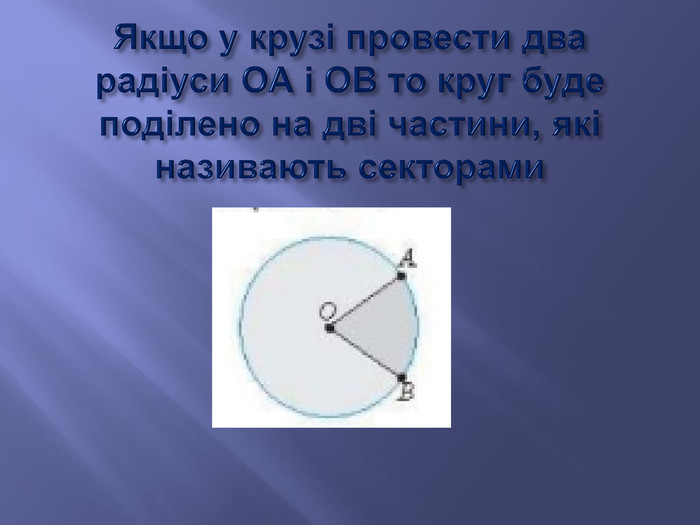 Якщо у крузі провести два
радіуси ОА і ОВ то круг буде
поділено на дві частини, які
називають секторами
A
O
B